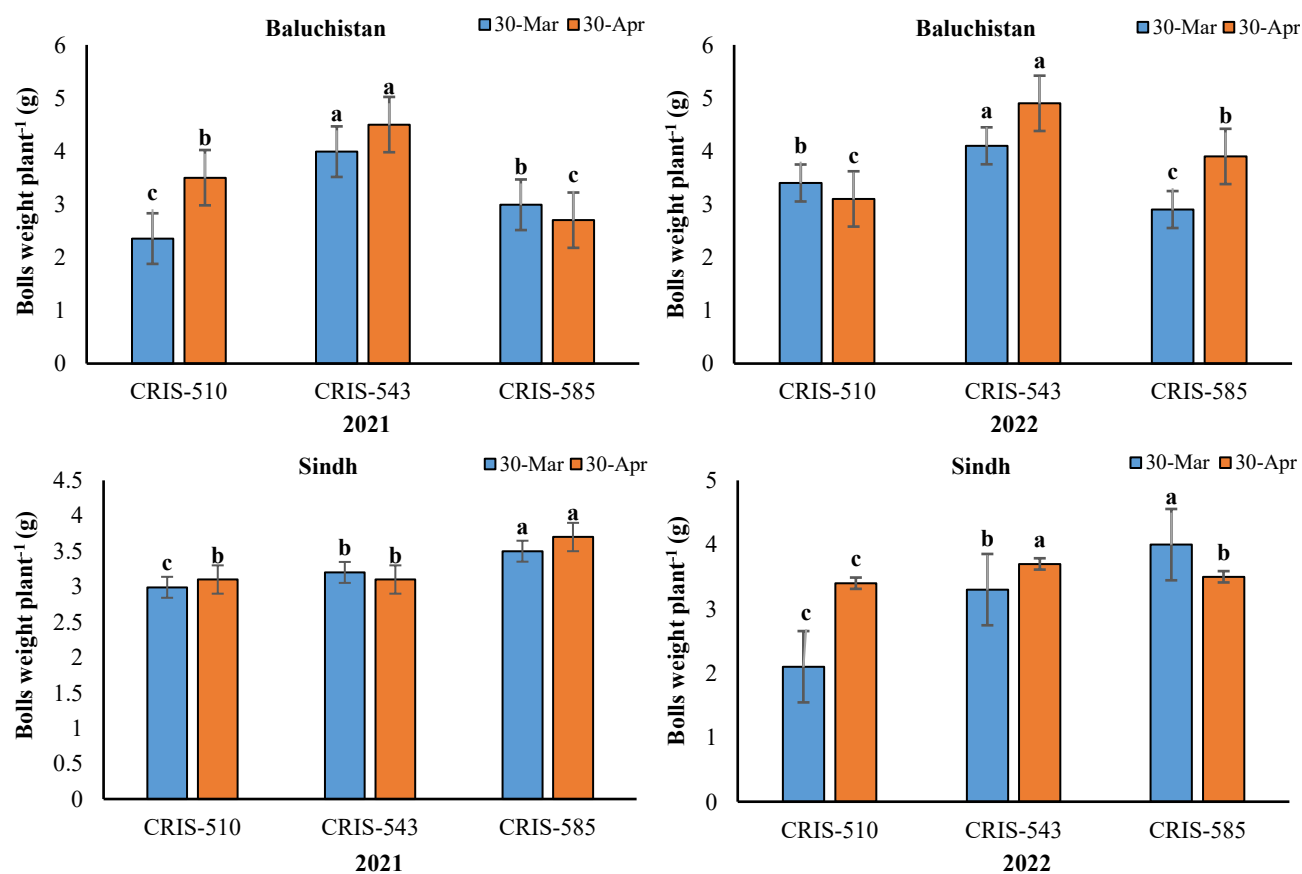 Baluchistan
30-Mar 30-Apr
Bolls weight plant⁻¹ (g)
6
5
4
3
2
1
0
c b a a b c
CRIS-510 CRIS-543 CRIS-585
2021
Baluchistan
30-Mar 30-Apr
Bolls weight plant⁻¹ (g)
6
5
4
3
2
1
0
b c a a c b
CRIS-510 CRIS-543 CRIS-585
2022
Sindh
30-Mar 30-Apr
Bolls weight plant⁻¹ (g)
4.5
4
3.5
3
2.5
2
1.5
1
0.5
0
c b b b a a
CRIS-510 CRIS-543 CRIS-585
2021
Sindh
30-Mar 30-Apr
Bolls weight plant⁻¹ (g)
5
4
3
2
1
0
c c b a a b
CRIS-510 CRIS-543 CRIS-585
2022